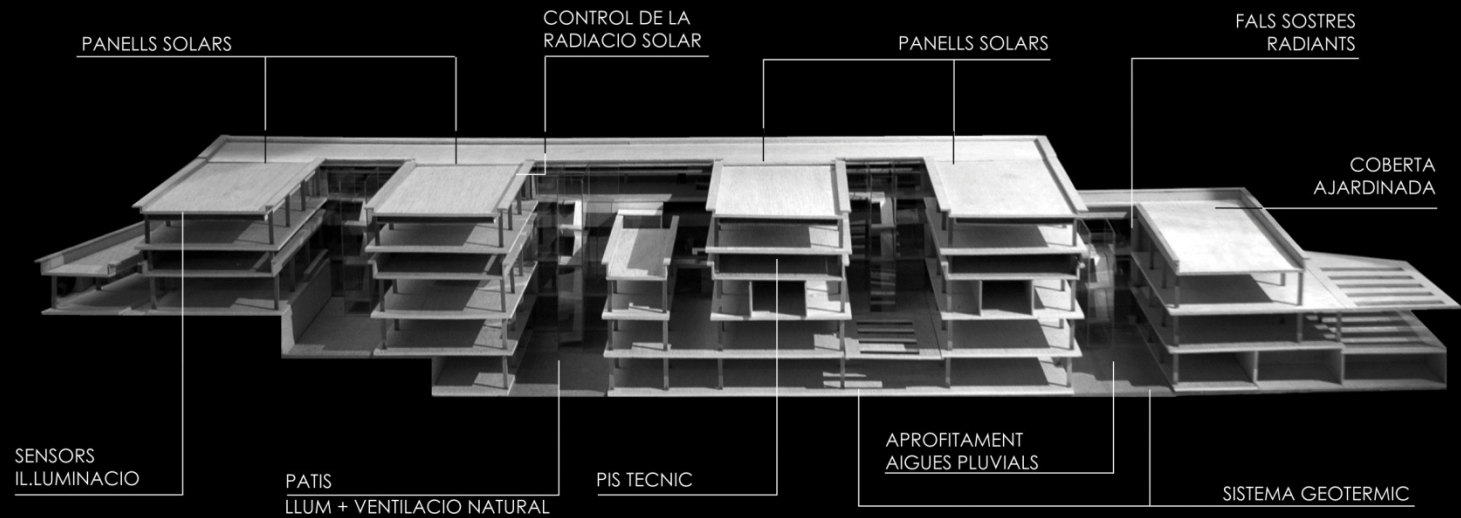 PANELLS SOLARS
CONTROL DE LA
RADIACIO SOLAR
PANELLS SOLARS
FALS SOSTRES
RADIANTS
COBERTA
AJARDINADA
SENSORS
IL.LUMINACIO
PATIS
LLUM + VENTILACIO NATURAL
PIS TECNIC
APROFITAMENT
AIGUES PLUVIALS
SISTEMA GEOTERMIC